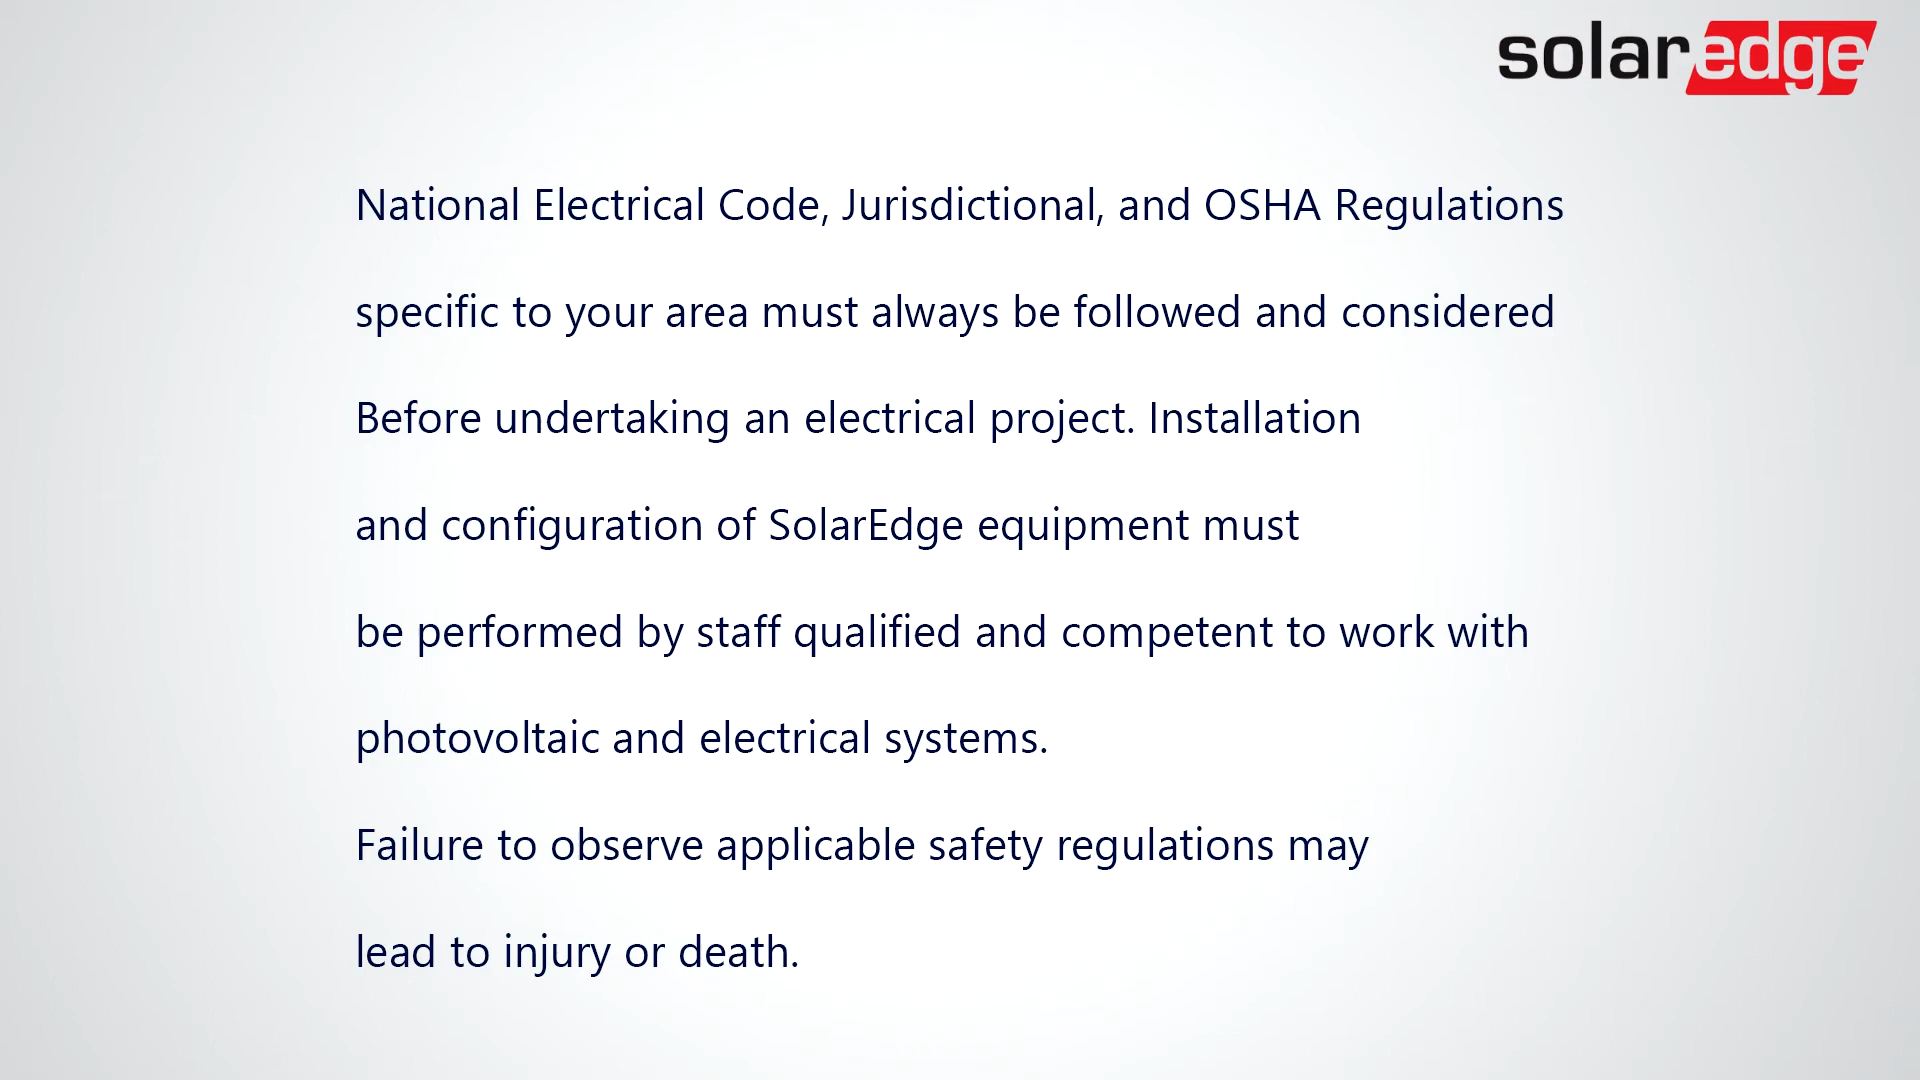 solaredge
National Electrical Code, Jurisdictional, and OSHA Regulations
specific to your area must always be followed and considered
Before undertaking an electrical project. Installation
and configuration of SolarEdge equipment must
be performed by staff qualified and competent to work with
photovoltaic and electrical systems.
Failure to observe applicable safety regulations may
lead to injury or death.